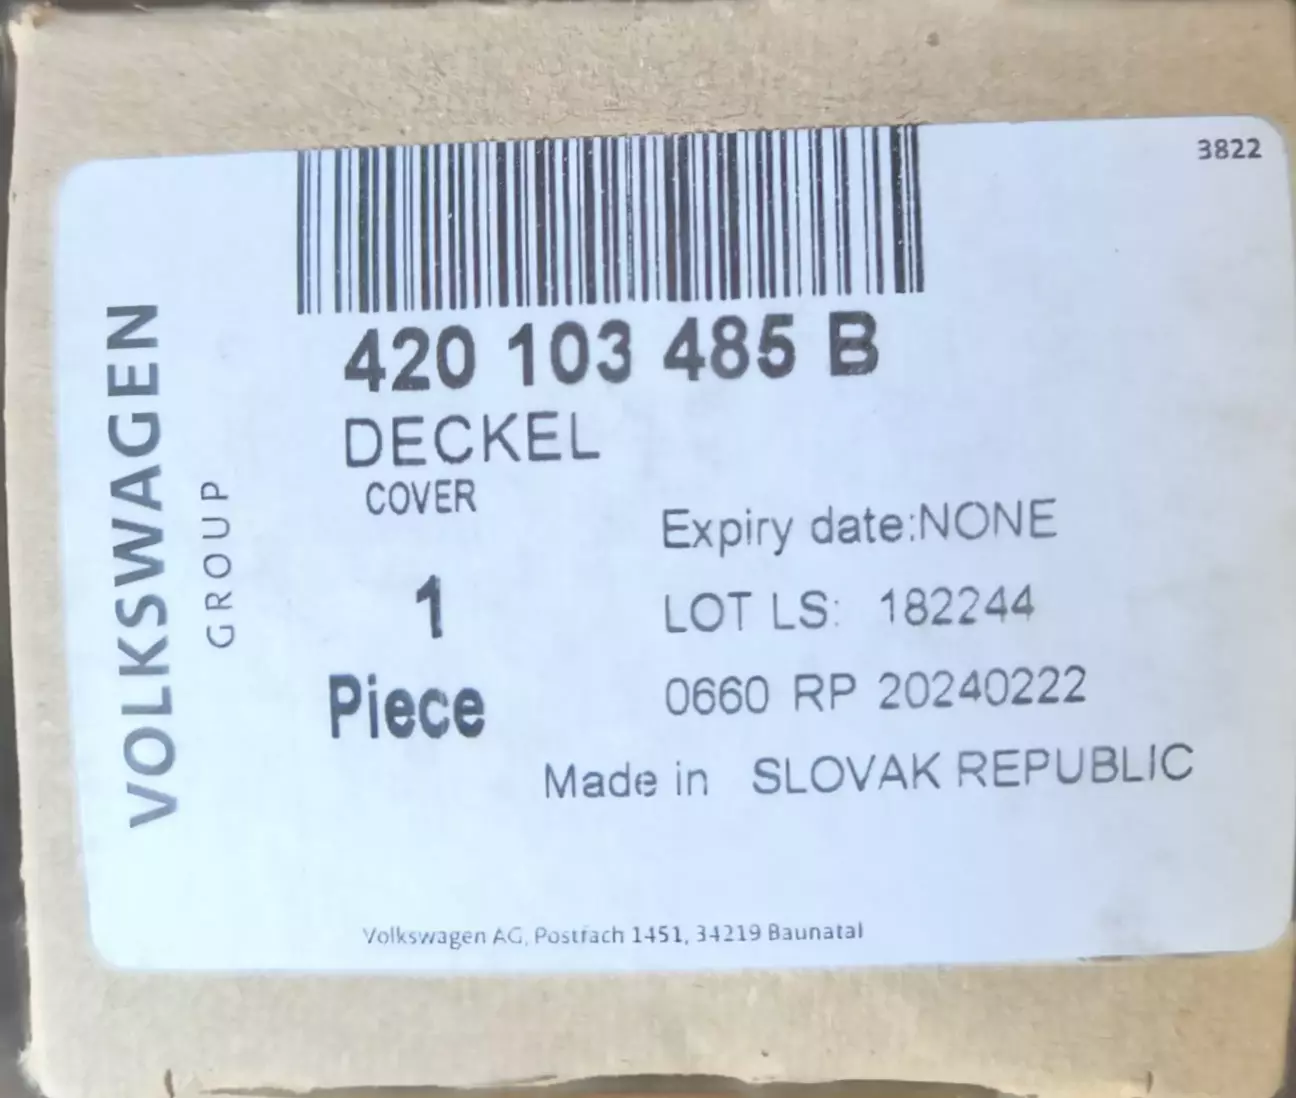 3822
420 103 485 B
DECKEL
COVER
1
Piece
Expiry date:NONE
LOT LS: 182244
0660 RP 20240222
Made in SLOVAK REPUBLIC
VOLKSWAGEN
GROUP
Volkswagen AG, Postfach 1451, 34219 Baunatal